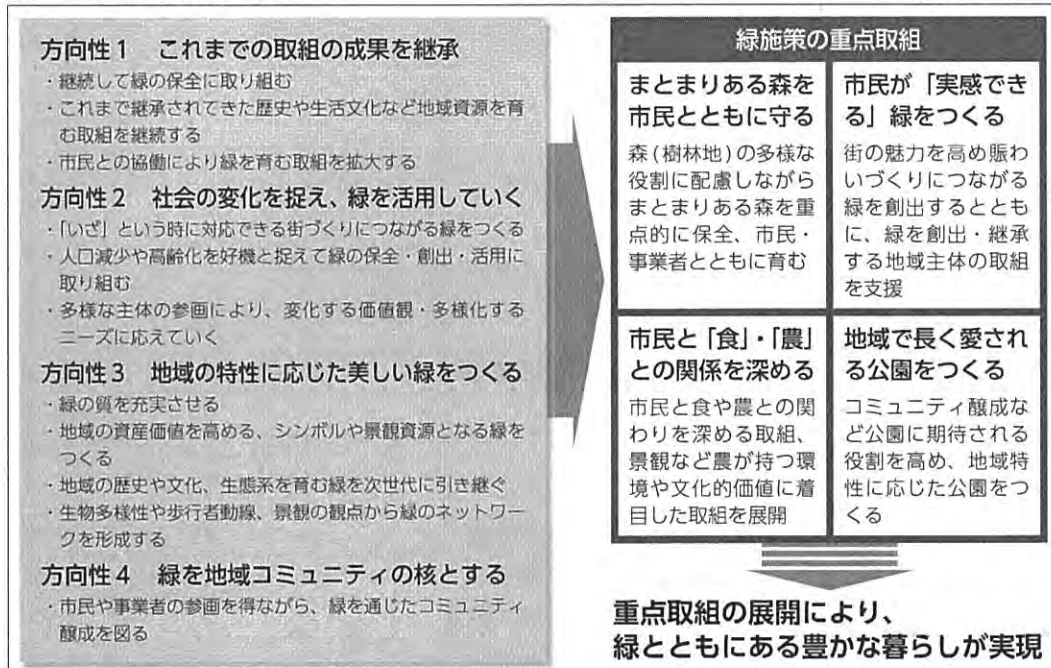 方向性1 これまでの取組の成果を継承
・継続して緑の保全に取り組む
・これまで継承されてきた歴史や生活文化など地域資源を育
む取組を継続する
・市民との協働により緑を育む取組を拡大する
方向性2 社会の変化を捉え、緑を活用していく
・「いざ」という時に対応できる街づくりにつながる緑をつくる
・人口減少や高齢化を好機と捉えて緑の保全・創出・活用に
取り組む
・多様な主体の参画により、変化する価値観・多様化する
ニーズに応えていく
方向性3 地域の特性に応じた美しい緑をつくる
・緑の質を充実させる
・地域の資産価値を高める、シンボルや景観資源となる緑を
つくる
・地域の歴史や文化、生態系を育む緑を次世代に引き継ぐ
・生物多様性や歩行者動線、景観の観点から緑のネットワー
クを形成する
方向性4 緑を地域コミュニティの核とする
・市民や事業者の参画を得ながら、緑を通じたコミュニティ
醸成を図る
緑施策の重点取組
まとまりある森を
市民とともに守る
森(樹林地)の多様な
役割に配慮しながら
まとまりある森を重
点的に保全、市民・
事業者とともに育む
市民が「実感でき
る」緑をつくる
街の魅力を高め賑わ
いづくりにつながる
緑を創出するととも
に、緑を創出・継承
する地域主体の取組
を支援
市民と「食」・「農」
との関係を深める
市民と食や農との関
わりを深める取組、
景観など農が持つ環
境や文化的価値に着
目した取組を展開
地域で長く愛され
る公園をつくる
コミュニティ醸成な
ど公園に期待される
役割を高め、地域特
性に応じた公園をつ
くる
重点取組の展開により、
緑とともにある豊かな暮らしが実現